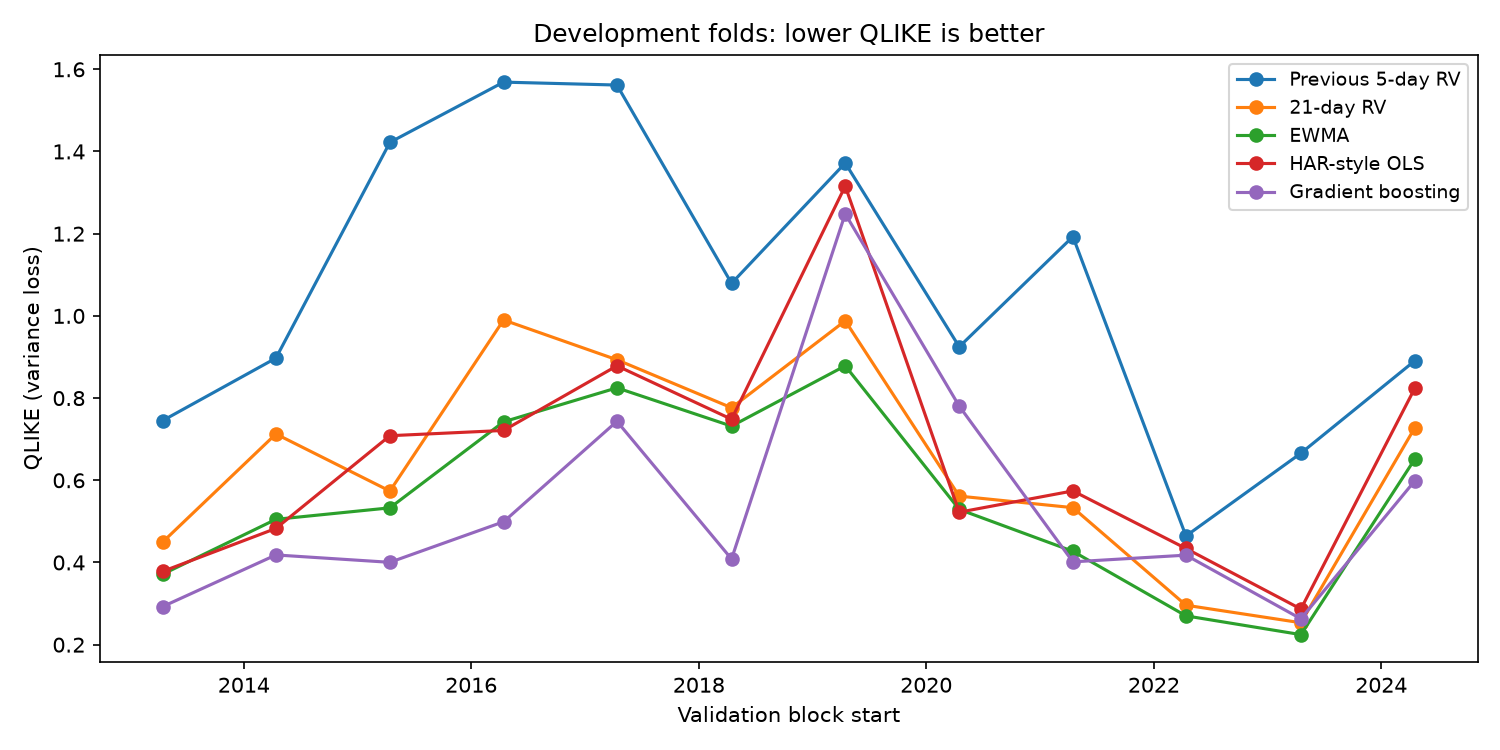 Development folds: lower QLIKE is better
Previous 5-day RV
21-day RV
EWMA
HAR-style OLS
Gradient boosting
QLIKE (variance loss)
1.6
1.4
1.2
1.0
0.8
0.6
0.4
0.2
2014 2016 2018 2020 2022 2024
Validation block start